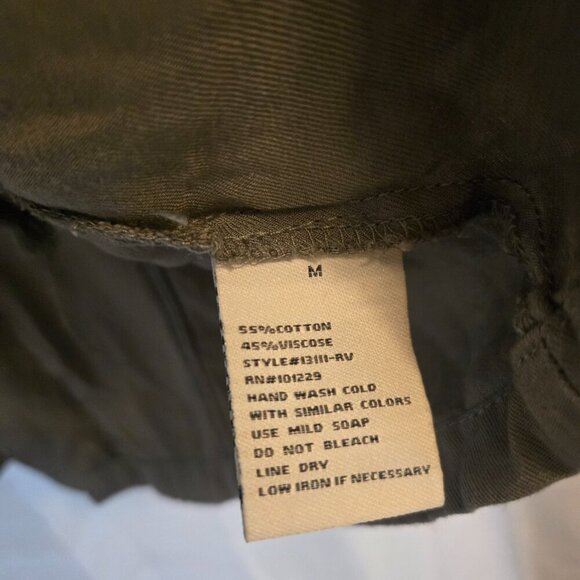 M
55%COTTON
45%VISCOSE
STYLE#13111-RV
RN#101229
HAND WASH COLD
WITH SIMILAR COLORS
USE MILD SOAP
DO NOT BLEACH
LINE DRY
LOW IRON IF NECESSARY